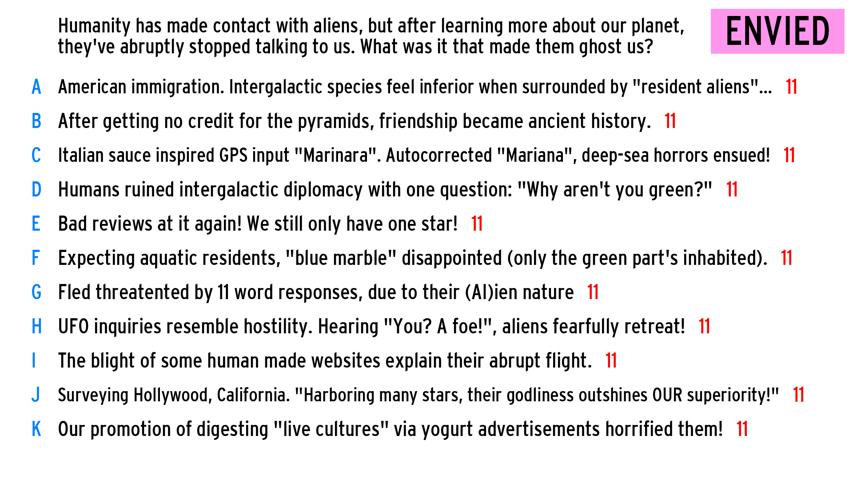 Humanity has made contact with aliens, but after learning more about our planet,
they've abruptly stopped talking to us. What was it that made them ghost us?
ENVIED
A American immigration. Intergalactic species feel inferior when surrounded by "resident aliens"... 11
B After getting no credit for the pyramids, friendship became ancient history. 11
C Italian sauce inspired GPS input "Marinara". Autocorrected "Mariana", deep-sea horrors ensued! 11
D Humans ruined intergalactic diplomacy with one question: "Why aren't you green?" 11
E Bad reviews at it again! We still only have one star! 11
F Expecting aquatic residents, "blue marble" disappointed (only the green part's inhabited). 11
G Fled threatented by 11 word responses, due to their (AI)ien nature 11
H UFO inquiries resemble hostility. Hearing "You? A foe!", aliens fearfully retreat! 11
I The blight of some human made websites explain their abrupt flight. 11
J Surveying Hollywood, California. "Harboring many stars, their godliness outshines OUR superiority!" 11
K Our promotion of digesting "live cultures" via yogurt advertisements horrified them! 11